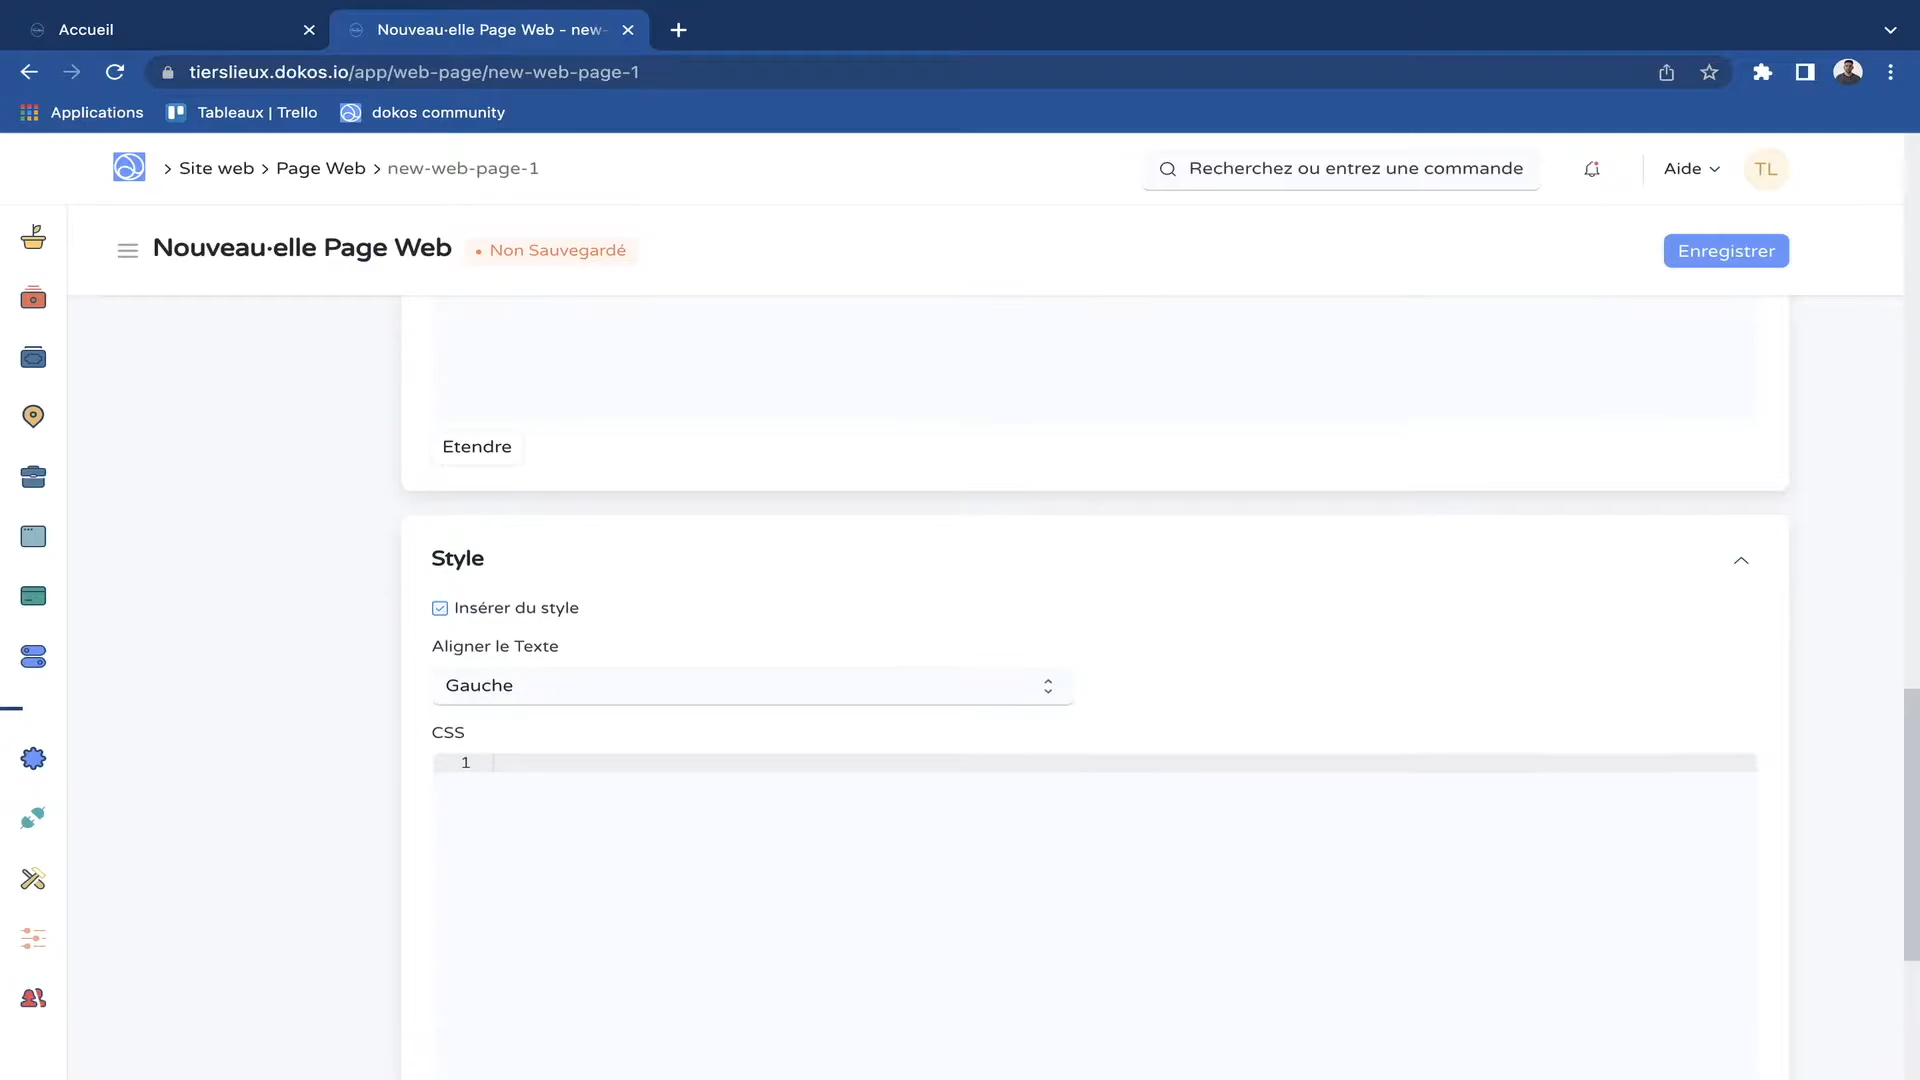 Accueil
Nouveau·elle Page Web - new-
tierslieux.dokos.io/app/web-page/new-web-page-1
Applications
Tableaux | Trello
dokos community
> Site web > Page Web > new-web-page-1
Recherchez ou entrez une commande
Aide
TL
Nouveau·elle Page Web
• Non Sauvegardé
Enregistrer
Etendre
Style
Insérer du style
Aligner le Texte
Gauche
CSS
1